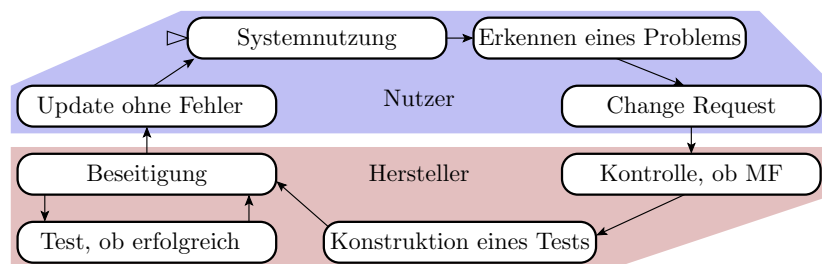 Systemnutzung
Erkennen eines Problems
Update ohne Fehler
Nutzer
Change Request
Beseitigung
Hersteller
Kontrolle, ob MF
Test, ob erfolgreich
Konstruktion eines Tests